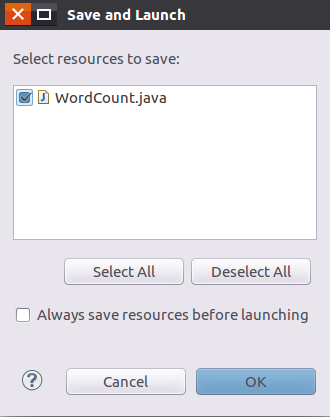 Save and Launch
Select resources to save:
WordCount.java
Select All
Deselect All
Always save resources before launching
?
Cancel
OK